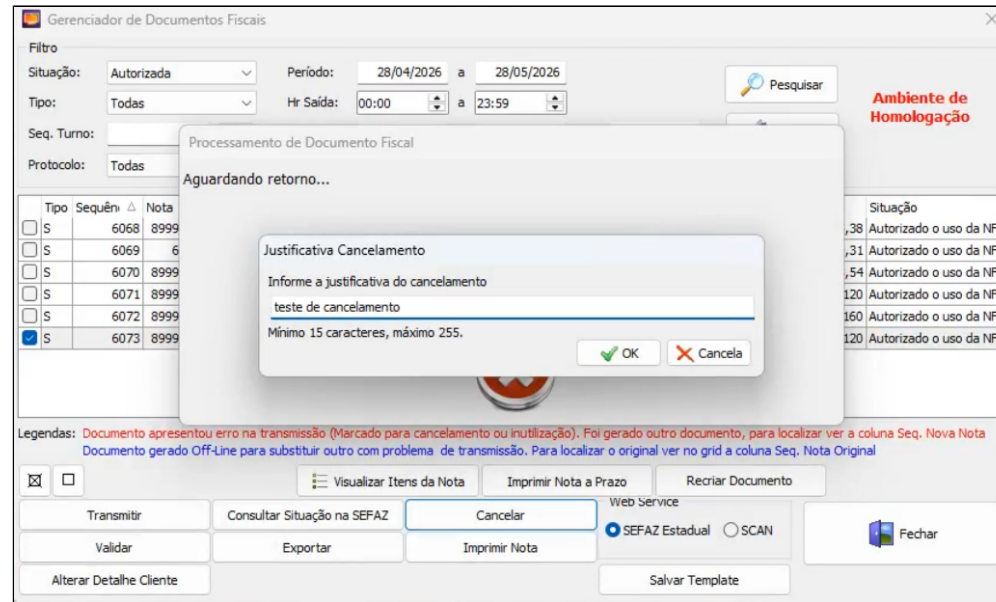 Gerenciador de Documentos Fiscais
Filtro
Situação: Autorizada Período: 28/04/2026 a 28/05/2026
Pesquisar
Tipo: Todas Hr Saída: 00:00 a 23:59
Ambiente de
Homologação
Seq. Turno:
Protocolo: Todas
Processamento de Documento Fiscal
Aguardando retorno...
Tipo Sequên Nota Situação
S 6068 8999 ,38 Autorizado o uso da NF
S 6069 6 ,31 Autorizado o uso da NF
S 6070 8999 ,54 Autorizado o uso da NF
S 6071 8999 120 Autorizado o uso da NF
S 6072 8999 160 Autorizado o uso da NF
S 6073 8999 120 Autorizado o uso da NF
Justificativa Cancelamento
Informe a justificativa do cancelamento
teste de cancelamento
Mínimo 15 caracteres, máximo 255.
OK Cancela
Legendas: Documento apresentou erro na transmissão (Marcado para cancelamento ou inutilização). Foi gerado outro documento, para localizar ver a coluna Seq. Nova Nota
Documento gerado Off-Line para substituir outro com problema de transmissão. Para localizar o original ver no grid a coluna Seq. Nota Original
Visualizar Itens da Nota Imprimir Nota a Prazo Recriar Documento
Transmitir Consultar Situação na SEFAZ Cancelar Web Service
SEFAZ Estadual SCAN
Fechar
Validar Exportar Imprimir Nota
Alterar Detalhe Cliente Salvar Template